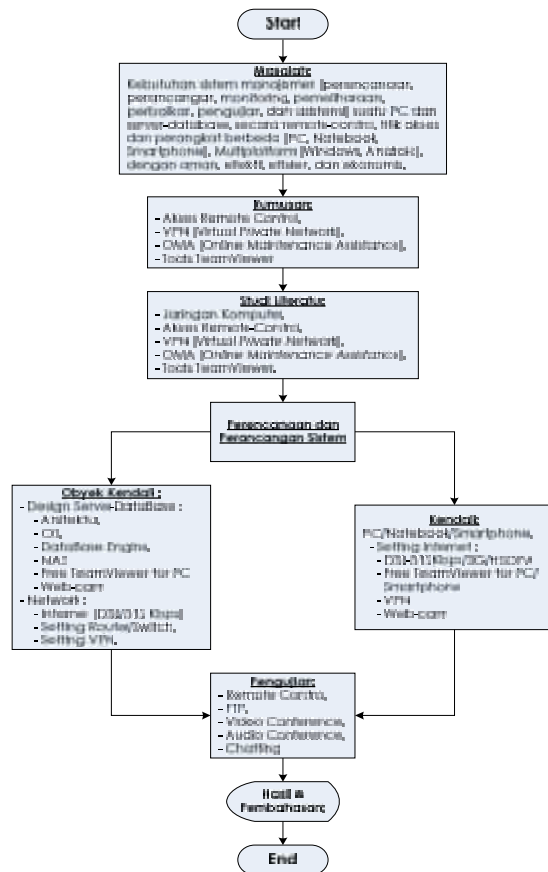 Start
Masalah:
Kebutuhan sistem manajemen (perencanaan,
perancangan, monitoring, pemeliharaan,
perbaikan, pengujian, dan asistensi) suatu PC dan
server-database, secara remote-control, titik akses
dan perangkat berbeda (PC, Notebook,
Smartphone), Multiplatform (Windows, Android),
dengan aman, efektif, efisien, dan ekonomis.
Rumusan:
- Akses Remote Control,
- VPN (Virtual Private Network),
- OMA (Online Maintenance Assistance),
- Tools TeamViewer
Studi Literatur:
- Jaringan Komputer,
- Akses Remote-Control,
- VPN (Virtual Private Network),
- OMA (Online Maintenance Assistance),
- Tools TeamViewer.
Perencanaan dan
Perancangan Sistem
Obyek Kendali :
- Design Server-DataBase :
- Arsitektur,
- OS,
- DataBase Engine,
- NAS
- Free TeamViewer for PC
- Web-cam
- Network :
- Internet (DSL/512 Kbps)
- Setting Router/Switch,
- Setting VPN.
Kendali:
PC/Notebook/Smartphone,
- Setting Internet :
- DSL-512Kbps/3G/HSDPA
- Free TeamViewer for PC/
Smartphone
- VPN
- Web-cam
Pengujian:
- Remote Control,
- FTP,
- Video Conference,
- Audio Conference,
- Chatting
Hasil &
Pembahasan:
End